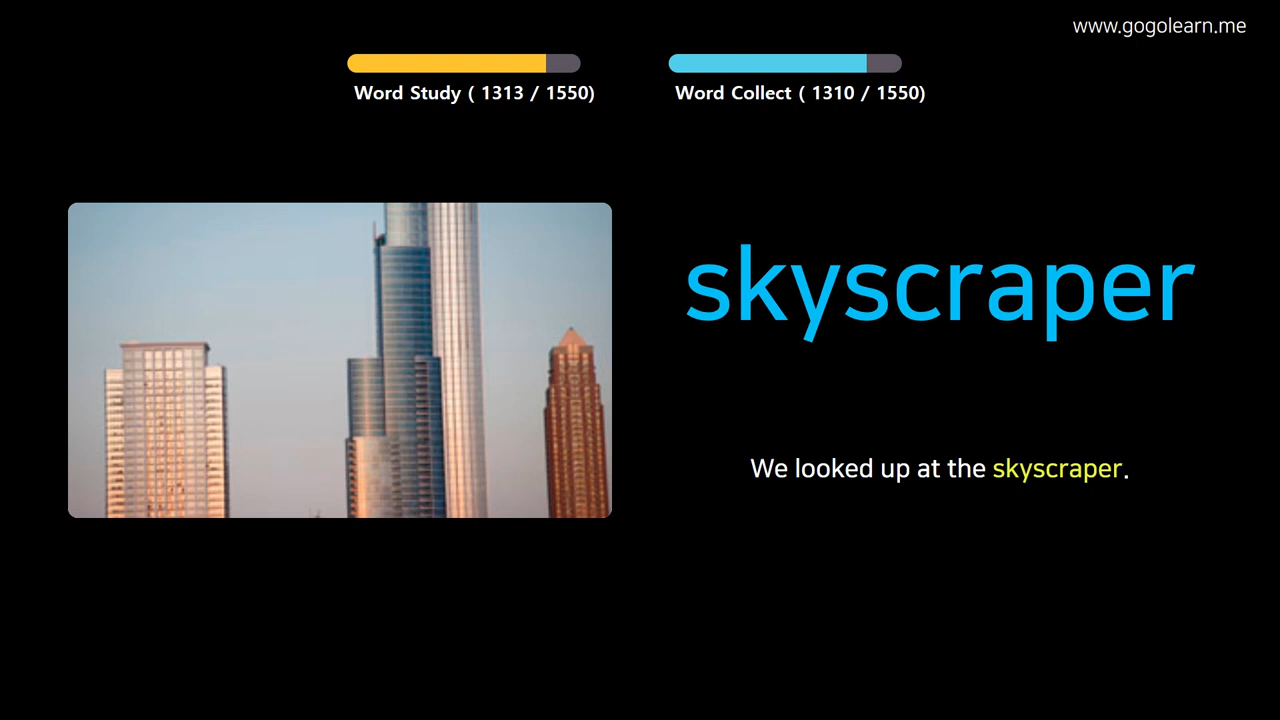 www.gogolearn.me
Word Study ( 1313 / 1550)
Word Collect ( 1310 / 1550)
skyscraper
We looked up at the skyscraper.